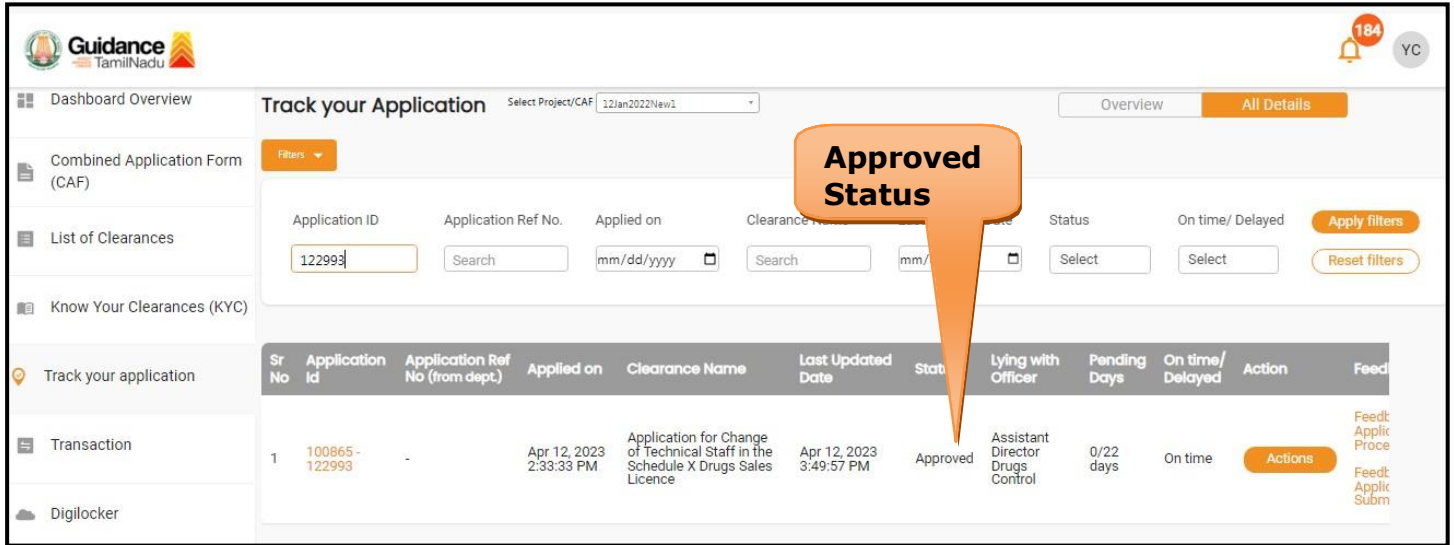 184
Guidance
TamilNadu
YC
Dashboard Overview
Track your Application
Select Project/CAF
12Jan2022New1
Overview
All Details
Combined Application Form
(CAF)
Filters
Approved
Status
Application ID
Application Ref No.
Applied on
Clearance
Status
On time/ Delayed
Apply filters
List of Clearances
122993
Search
mm/dd/yyyy
Search
mm/
Select
Select
Reset filters
Know Your Clearances (KYC)
Sr
No
Application
Id
Application Ref
No (from dept.)
Applied on
Clearance Name
Last Updated
Date
Lying with
Officer
Pending
Days
On time/
Delayed
Action
Track your application
1
100865 -
122993
-
Apr 12, 2023
2:33:33 PM
Application for Change
of Technical Staff in the
Schedule X Drugs Sales
Licence
Apr 12, 2023
3:49:57 PM
Approved
Assistant
Director
Drugs
Control
0/22
days
On time
Actions
Transaction
Digilocker